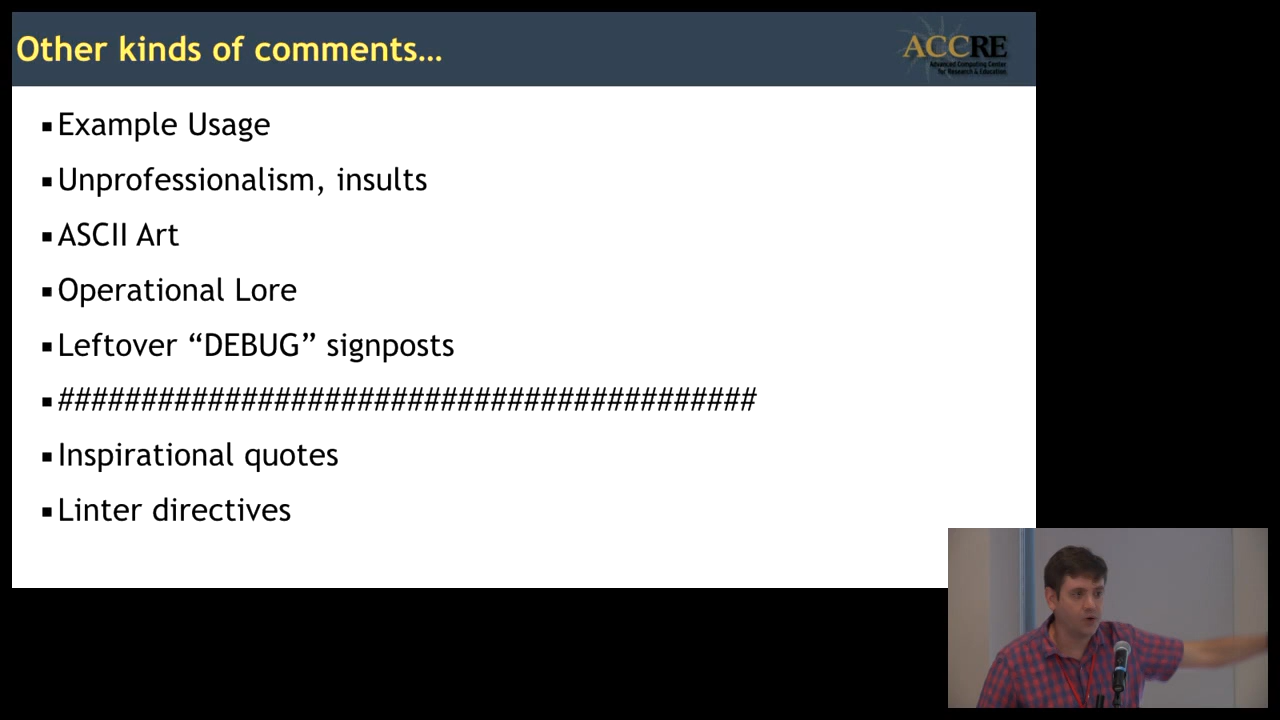 Other kinds of comments…
ACCRE
Advanced Computing Center
for Research & Education
Example Usage
Unprofessionalism, insults
ASCII Art
Operational Lore
Leftover “DEBUG” signposts
##########################################
Inspirational quotes
Linter directives